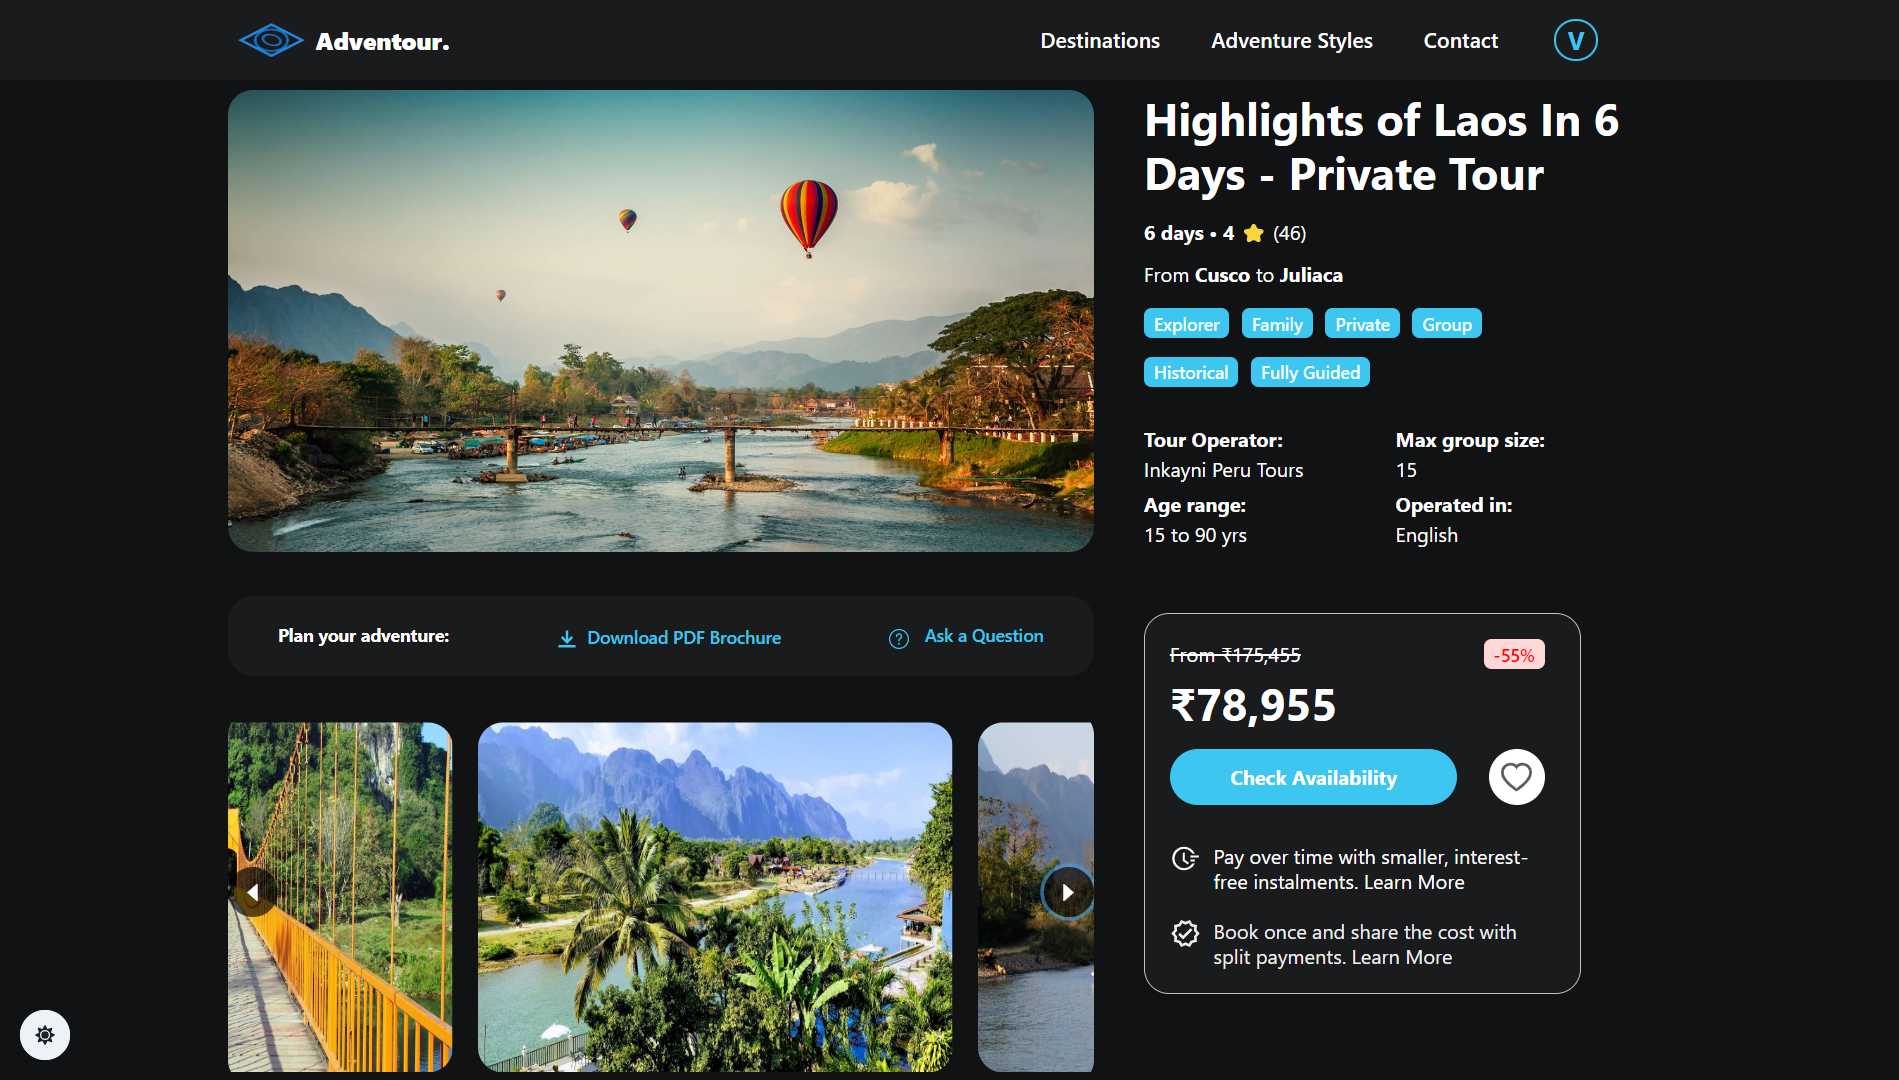 Adventour.
Destinations
Adventure Styles
Contact
V
Highlights of Laos In 6
Days - Private Tour
6 days • 4 (46)
From Cusco to Juliaca
Explorer
Family
Private
Group
Historical
Fully Guided
Tour Operator:
Inkayni Peru Tours
Max group size:
15
Age range:
15 to 90 yrs
Operated in:
English
Plan your adventure:
Download PDF Brochure
? Ask a Question
From ₹175,455
-55%
₹78,955
Check Availability
Pay over time with smaller, interest-
free instalments. Learn More
Book once and share the cost with
split payments. Learn More